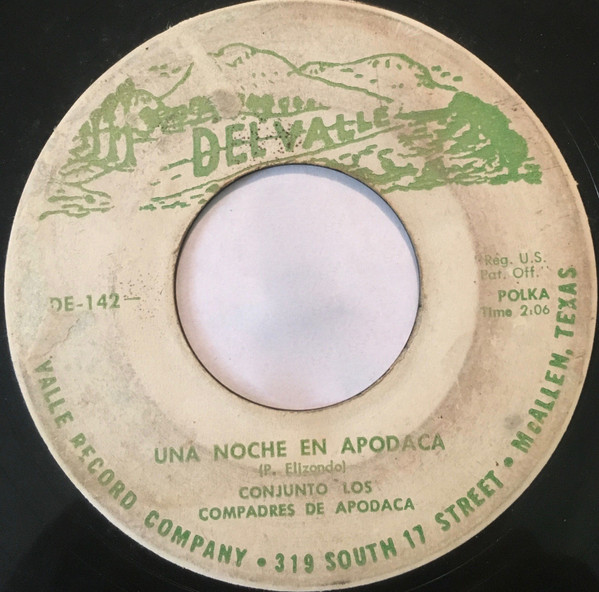 DEL VALLE
Reg. U.S.
Pat. Off.
DE-142
POLKA
Time 2:06
UNA NOCHE EN APODACA
(P. Elizondo)
CONJUNTO LOS
COMPADRES DE APODACA
VALLE RECORD COMPANY • 319 SOUTH 17 STREET • McALLEN, TEXAS